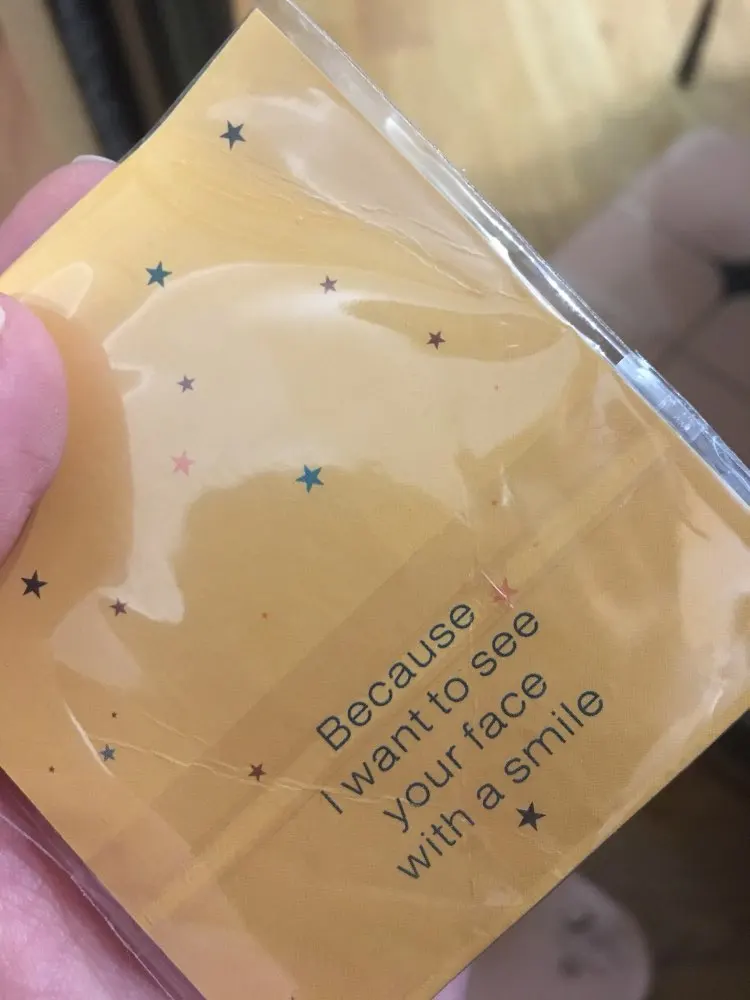 Because
I want to see
your face
with a smile